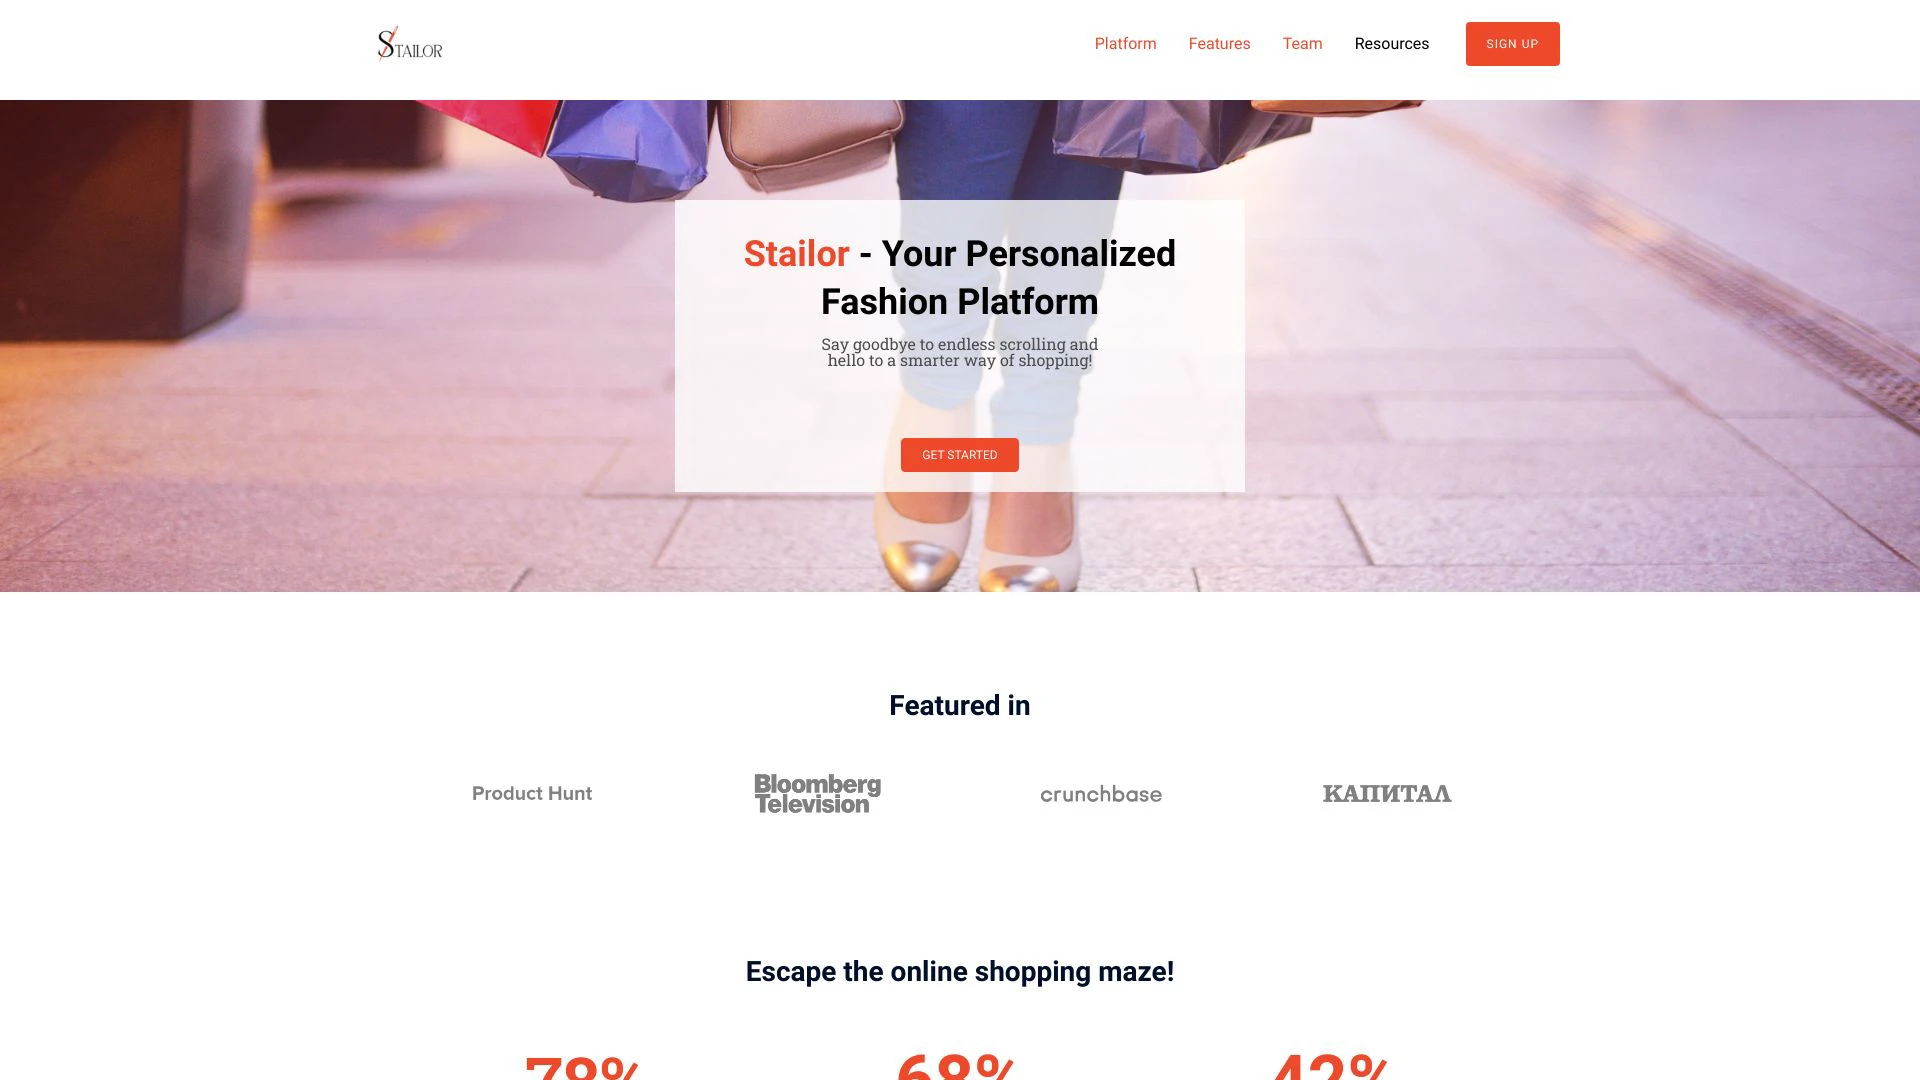 STAILOR
Platform
Features
Team
Resources
SIGN UP
Stailor - Your Personalized
Fashion Platform
Say goodbye to endless scrolling and
hello to a smarter way of shopping!
GET STARTED
Featured in
Product Hunt
Bloomberg
Television
crunchbase
КАПИТАЛ
Escape the online shopping maze!
78%
68%
42%